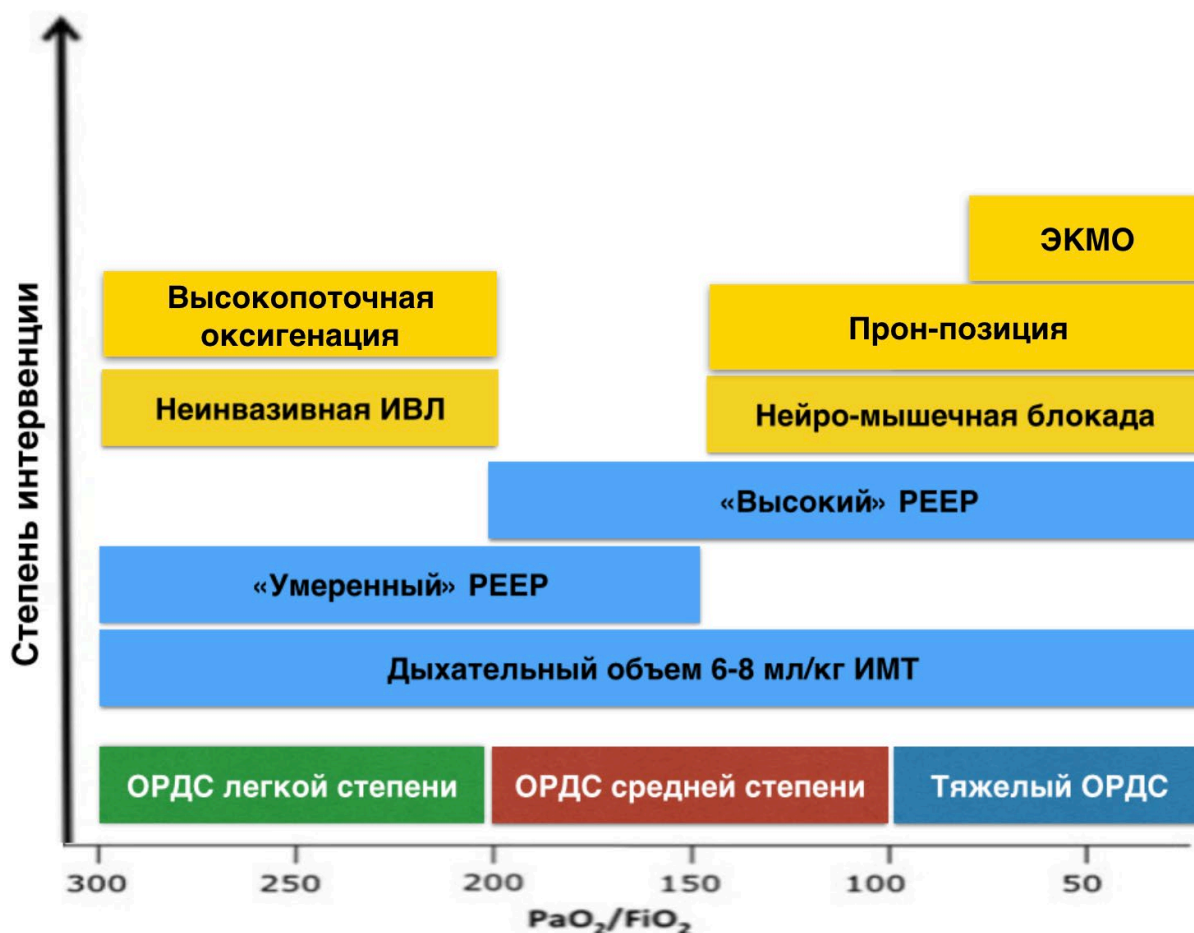 Степень интервенции
ЭКМО
Высокопоточная
оксигенация
Прон-позиция
Неинвазивная ИВЛ
Нейро-мышечная блокада
«Высокий» PEEP
«Умеренный» PEEP
Дыхательный объем 6-8 мл/кг ИМТ
ОРДС легкой степени
ОРДС средней степени
Тяжелый ОРДС
300
250
200
150
100
50
PaO₂/FiO₂